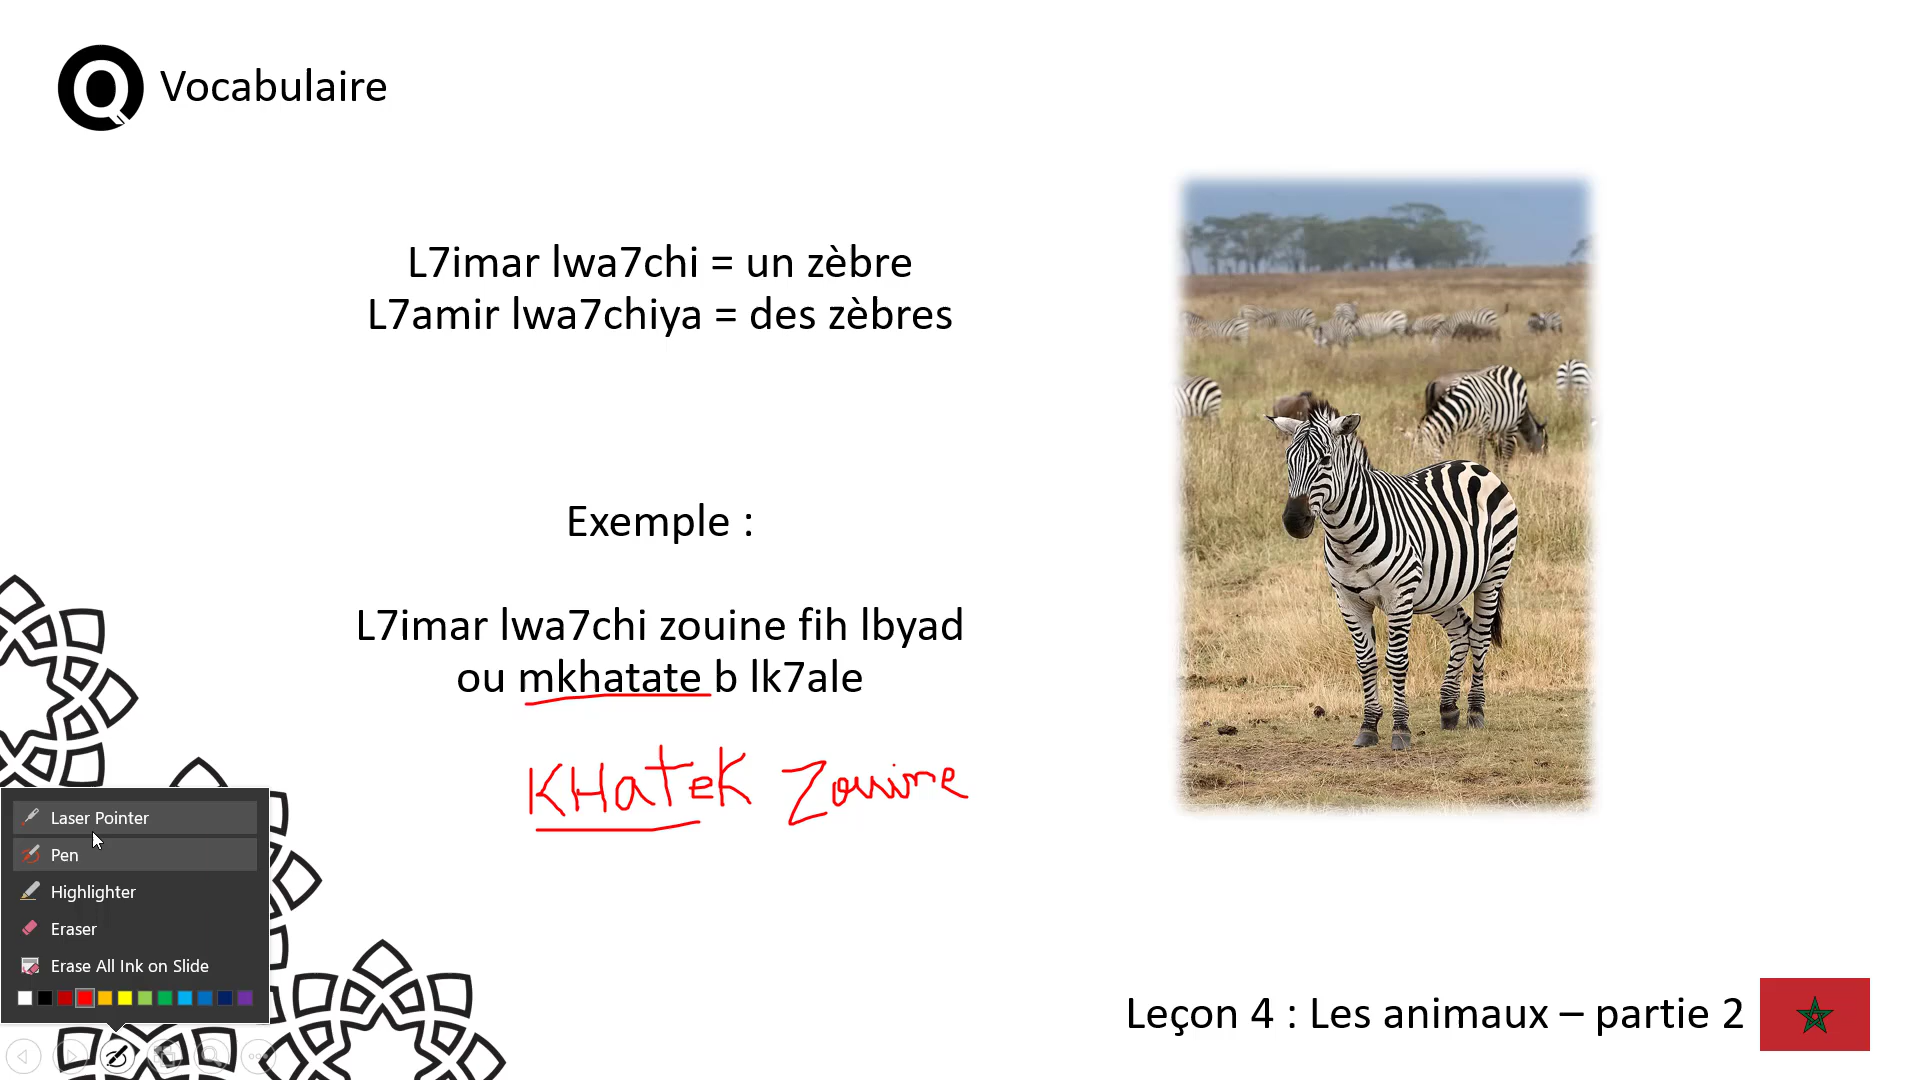 Q Vocabulaire
L7imar lwa7chi = un zèbre
L7amir lwa7chiya = des zèbres
Exemple :
L7imar lwa7chi zouine fih lbyad
ou mkhatate b lk7ale
KHateK Zouine
Laser Pointer
Pen
Highlighter
Eraser
Erase All Ink on Slide
Leçon 4 : Les animaux – partie 2